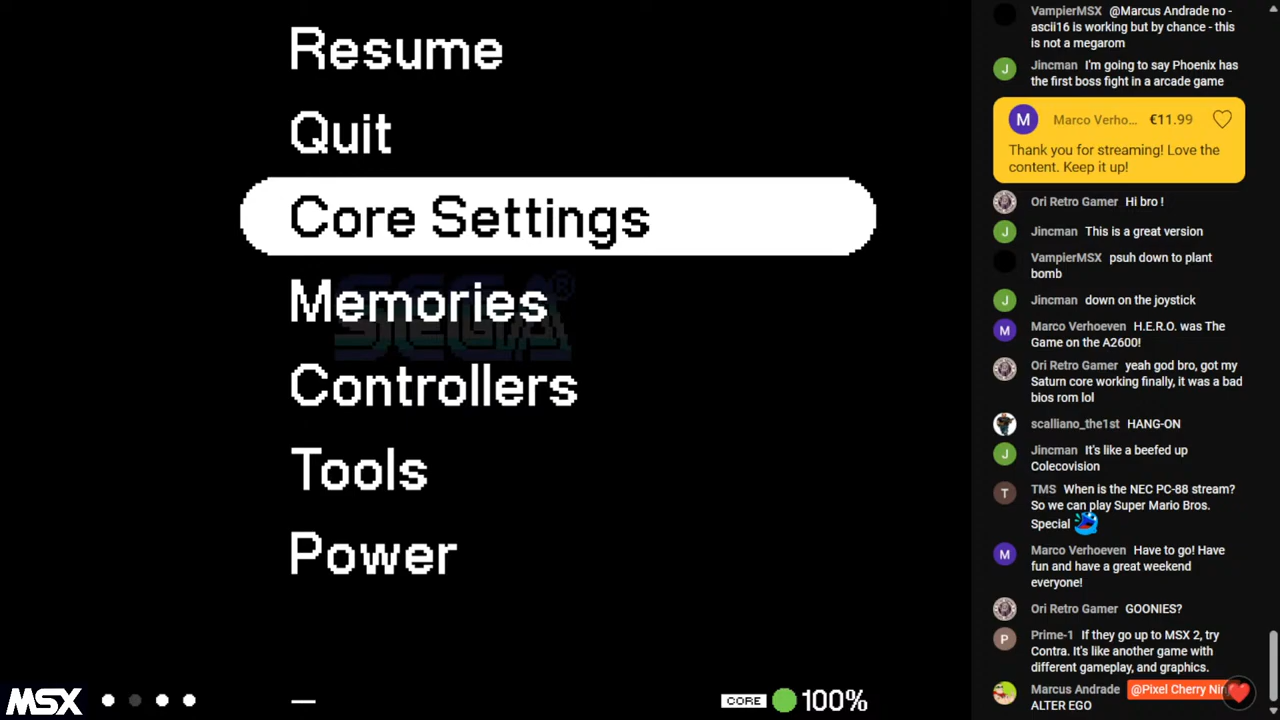 Resume
Quit
Core Settings
Memories
SEGA®
Controllers
Tools
Power
MSX
CORE 100%
VampierMSX @Marcus Andrade no -
ascii16 is working but by chance - this
is not a megarom
J Jincman I'm going to say Phoenix has
the first boss fight in a arcade game
M Marco Verho... €11.99
Thank you for streaming! Love the
content. Keep it up!
Ori Retro Gamer Hi bro !
J Jincman This is a great version
VampierMSX psuh down to plant
bomb
J Jincman down on the joystick
M Marco Verhoeven H.E.R.O. was The
Game on the A2600!
Ori Retro Gamer yeah god bro, got my
Saturn core working finally, it was a bad
bios rom lol
scalliano_the1st HANG-ON
J Jincman It's like a beefed up
Colecovision
T TMS When is the NEC PC-88 stream?
So we can play Super Mario Bros.
Special
M Marco Verhoeven Have to go! Have
fun and have a great weekend
everyone!
Ori Retro Gamer GOONIES?
P Prime-1 If they go up to MSX 2, try
Contra. It's like another game with
different gameplay, and graphics.
Marcus Andrade @Pixel Cherry
ALTER EGO